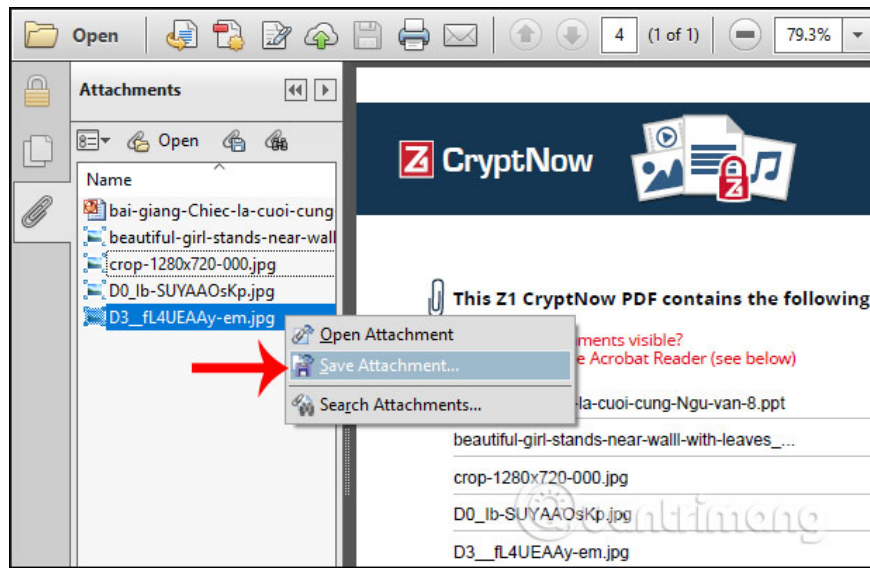 Open 4 (1 of 1) 79.3%
Attachments
Open
Name
bai-giang-Chiec-la-cuoi-cung
beautiful-girl-stands-near-wall
crop-1280x720-000.jpg
D0_Ib-SUYAAOsKp.jpg
D3__fL4UEAAy-em.jpg
Open Attachment
Save Attachment...
Search Attachments...
Z1 CryptNow
This Z1 CryptNow PDF contains the following
ments visible?
e Acrobat Reader (see below)
-la-cuoi-cung-Ngu-van-8.ppt
beautiful-girl-stands-near-walll-with-leaves_...
crop-1280x720-000.jpg
D0_Ib-SUYAAOsKp.jpg
D3__fL4UEAAy-em.jpg
uantrimang